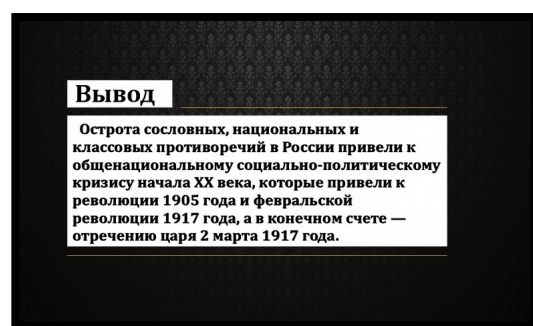 Вывод
Острота сословных, национальных и
классовых противоречий в России привели к
общенациональному социально-политическому
кризису начала XX века, которые привели к
революции 1905 года и февральской
революции 1917 года, а в конечном счете —
отречению царя 2 марта 1917 года.